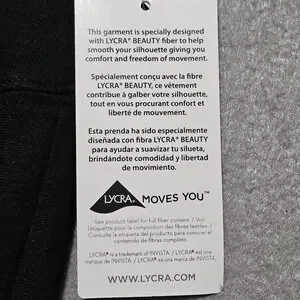 This garment is specially designed
with LYCRA® BEAUTY fiber to help
smooth your silhouette giving you
comfort and freedom of movement.
Spécialement conçu avec la fibre
LYCRA® BEAUTY, ce vêtement
contribue à galber votre silhouette,
tout en vous procurant confort et
liberté de mouvement.
Esta prenda ha sido especialmente
diseñada con fibra LYCRA® BEAUTY
para ayudar a suavizar tu silueta,
brindándote comodidad y libertad
de movimiento.
LYCRA® MOVES YOU™
See product label for full fiber content. / Voir
l'étiquette pour la composition des fibres textiles. /
Consulte la etiqueta del producto para conocer el
contenido de fibras completo.
LYCRA® is a trademark of INVISTA. / LYCRA® est une
marque de INVISTA. / LYCRA® es una marca de INVISTA.
WWW.LYCRA.COM